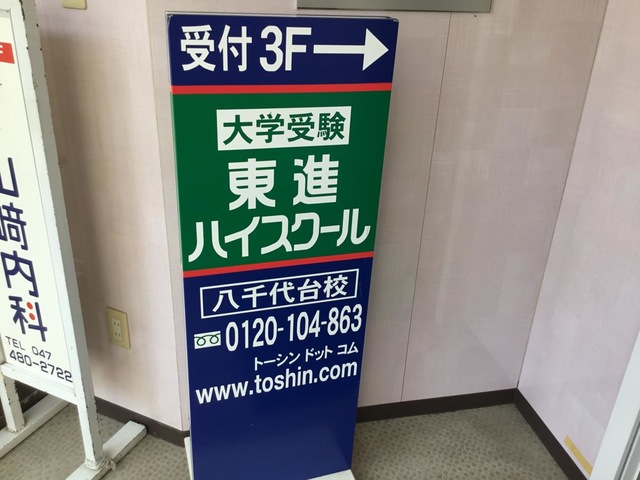 受付 3F →
大学受験
東進
ハイスクール
八千代台校
0120-104-863
トーシン ドット コム
www.toshin.com
山﨑内科
TEL 047
480-2722